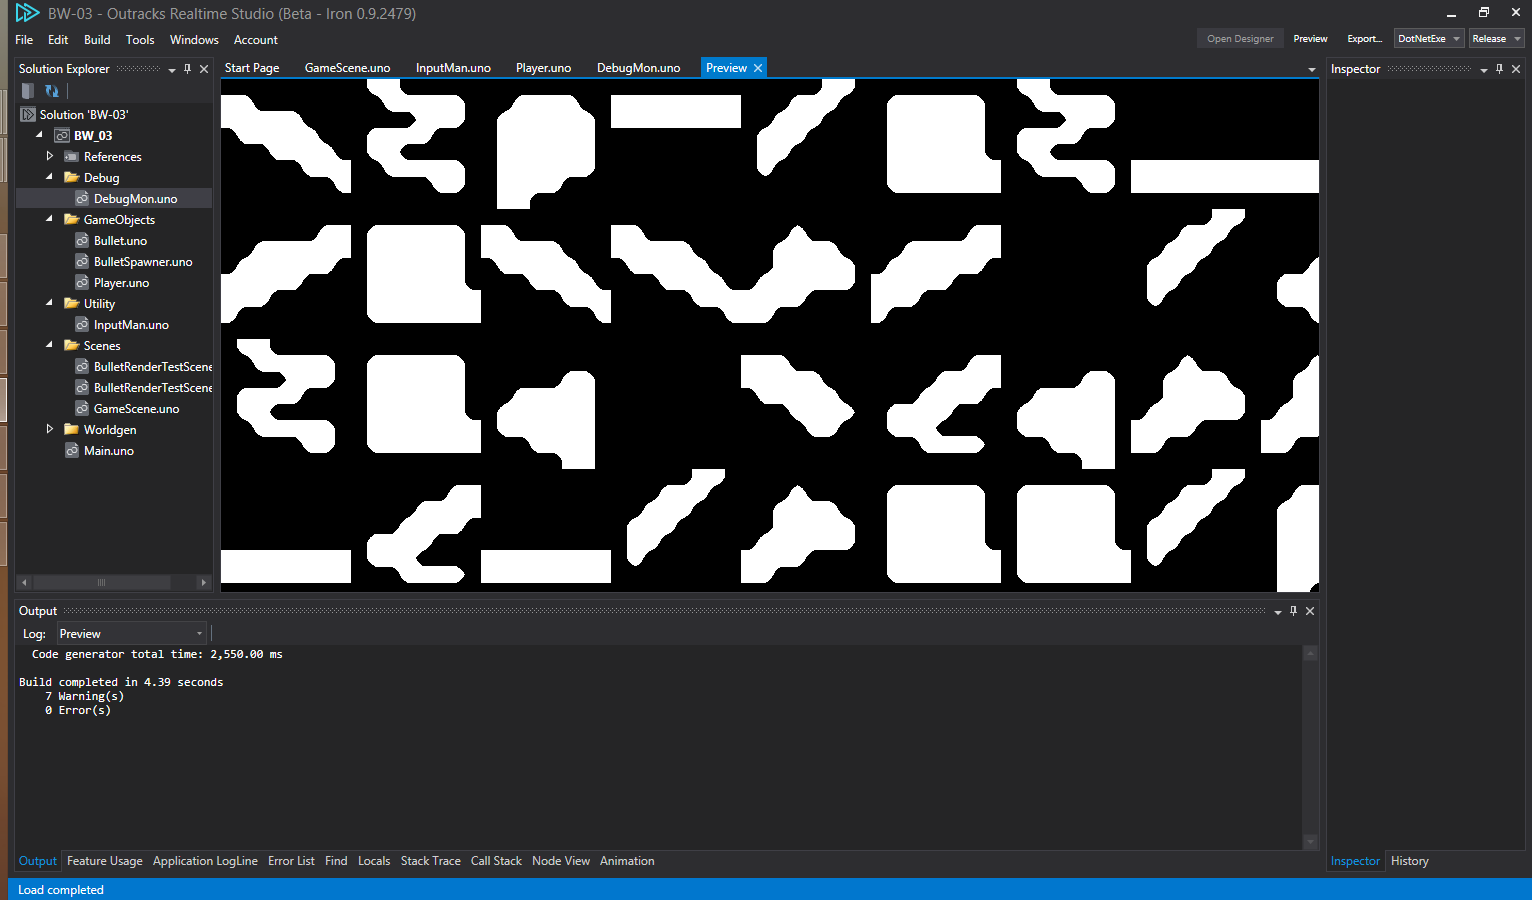 BW-03 - Outracks Realtime Studio (Beta - Iron 0.9.2479)
File Edit Build Tools Windows Account
Open Designer Preview Export... DotNetExe Release
Solution Explorer
Start Page GameScene.uno InputMan.uno Player.uno DebugMon.uno Preview
Inspector
Solution 'BW-03'
BW_03
References
Debug
DebugMon.uno
GameObjects
Bullet.uno
BulletSpawner.uno
Player.uno
Utility
InputMan.uno
Scenes
BulletRenderTestScene
BulletRenderTestScene
GameScene.uno
Worldgen
Main.uno
Output
Log: Preview
Code generator total time: 2,550.00 ms
Build completed in 4.39 seconds
7 Warning(s)
0 Error(s)
Output Feature Usage Application LogLine Error List Find Locals Stack Trace Call Stack Node View Animation
Inspector History
Load completed